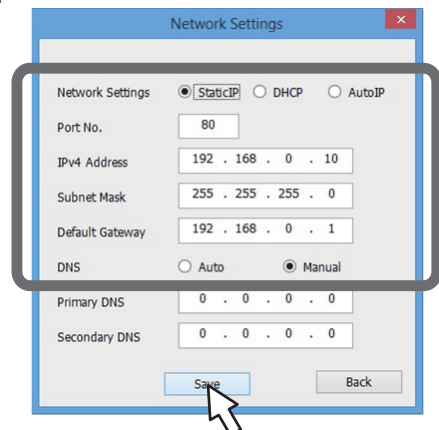 Network Settings
Network Settings StaticIP DHCP AutoIP
Port No. 80
IPv4 Address 192 . 168 . 0 . 10
Subnet Mask 255 . 255 . 255 . 0
Default Gateway 192 . 168 . 0 . 1
DNS Auto Manual
Primary DNS 0 . 0 . 0 . 0
Secondary DNS 0 . 0 . 0 . 0
Save Back